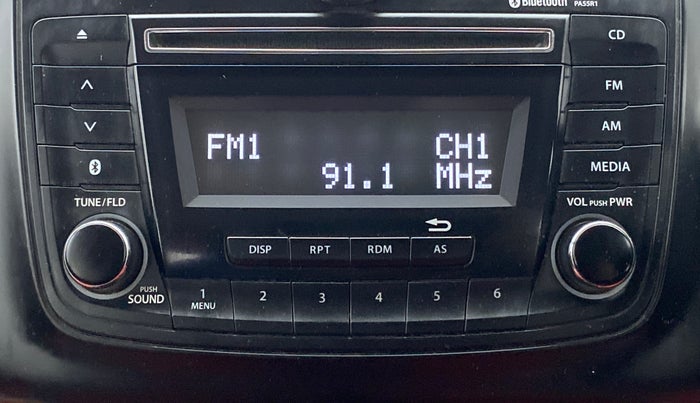 Bluetooth PASSR1
CD
FM
AM
MEDIA
FM1 CH1
91.1 MHz
TUNE/FLD
VOL PUSH PWR
DISP RPT RDM AS
PUSH
SOUND
1 2 3 4 5 6
MENU